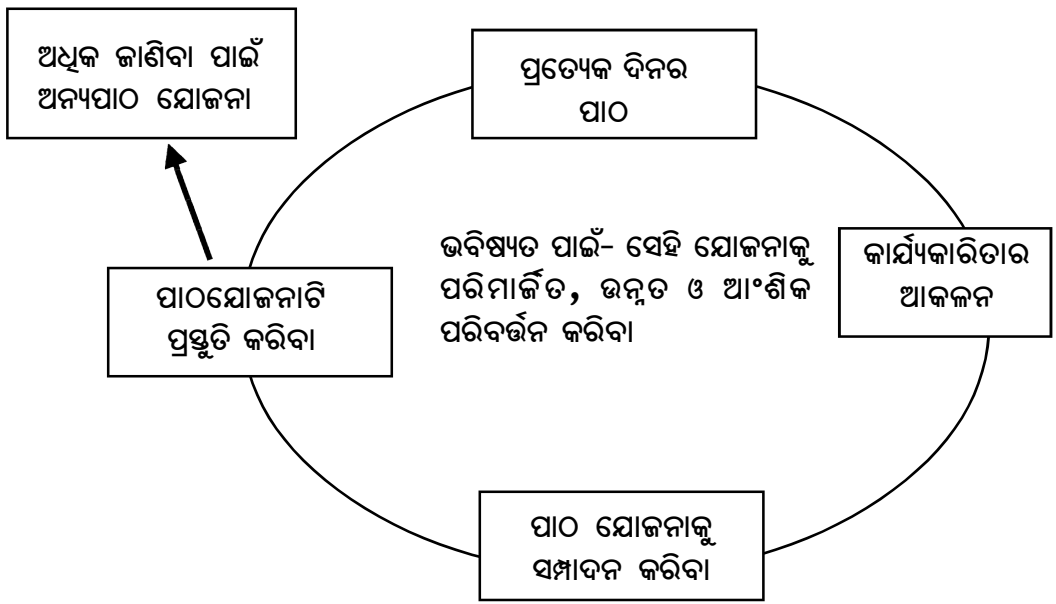 ଅଧିକ ଜାଣିବା ପାଇଁ
ଅନ୍ୟପାଠ ଯୋଜନା
ପ୍ରତ୍ୟେକ ଦିନର
ପାଠ
ଭବିଷ୍ୟତ ପାଇଁ- ସେହି ଯୋଜନାକୁ
ପରିମାର୍ଜିତ, ଉନ୍ନତ ଓ ଆଂଶିକ
ପରିବର୍ତ୍ତନ କରିବା
କାର୍ଯ୍ୟକାରିତାର
ଆକଳନ
ପାଠଯୋଜନାଟି
ପ୍ରସ୍ତୁତି କରିବା
ପାଠ ଯୋଜନାକୁ
ସମ୍ପାଦନ କରିବା